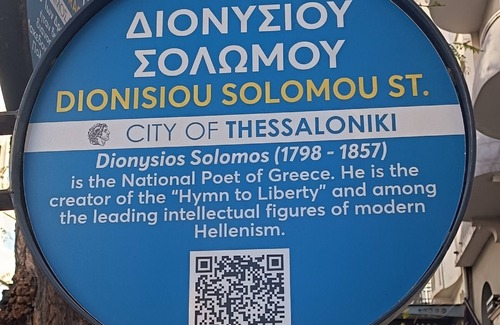 ΔΙΟΝΥΣΙΟΥ
ΣΟΛΩΜΟΥ
DIONISIOU SOLOMOU ST.
CITY OF THESSALONIKI
Dionysios Solomos (1798 - 1857)
is the National Poet of Greece. He is the
creator of the “Hymn to Liberty” and among
the leading intellectual figures of modern
Hellenism.